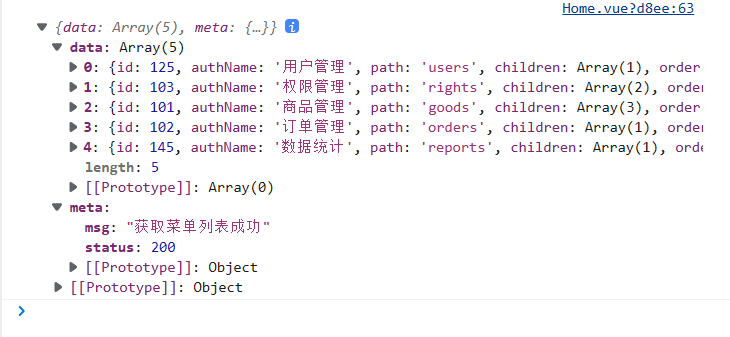 Home.vue?d8ee:63
{data: Array(5), meta: {…}} i
data: Array(5)
0: {id: 125, authName: '用户管理', path: 'users', children: Array(1), order
1: {id: 103, authName: '权限管理', path: 'rights', children: Array(2), orde
2: {id: 101, authName: '商品管理', path: 'goods', children: Array(3), order
3: {id: 102, authName: '订单管理', path: 'orders', children: Array(1), orde
4: {id: 145, authName: '数据统计', path: 'reports', children: Array(1), ord
length: 5
[[Prototype]]: Array(0)
meta:
msg: "获取菜单列表成功"
status: 200
[[Prototype]]: Object
[[Prototype]]: Object